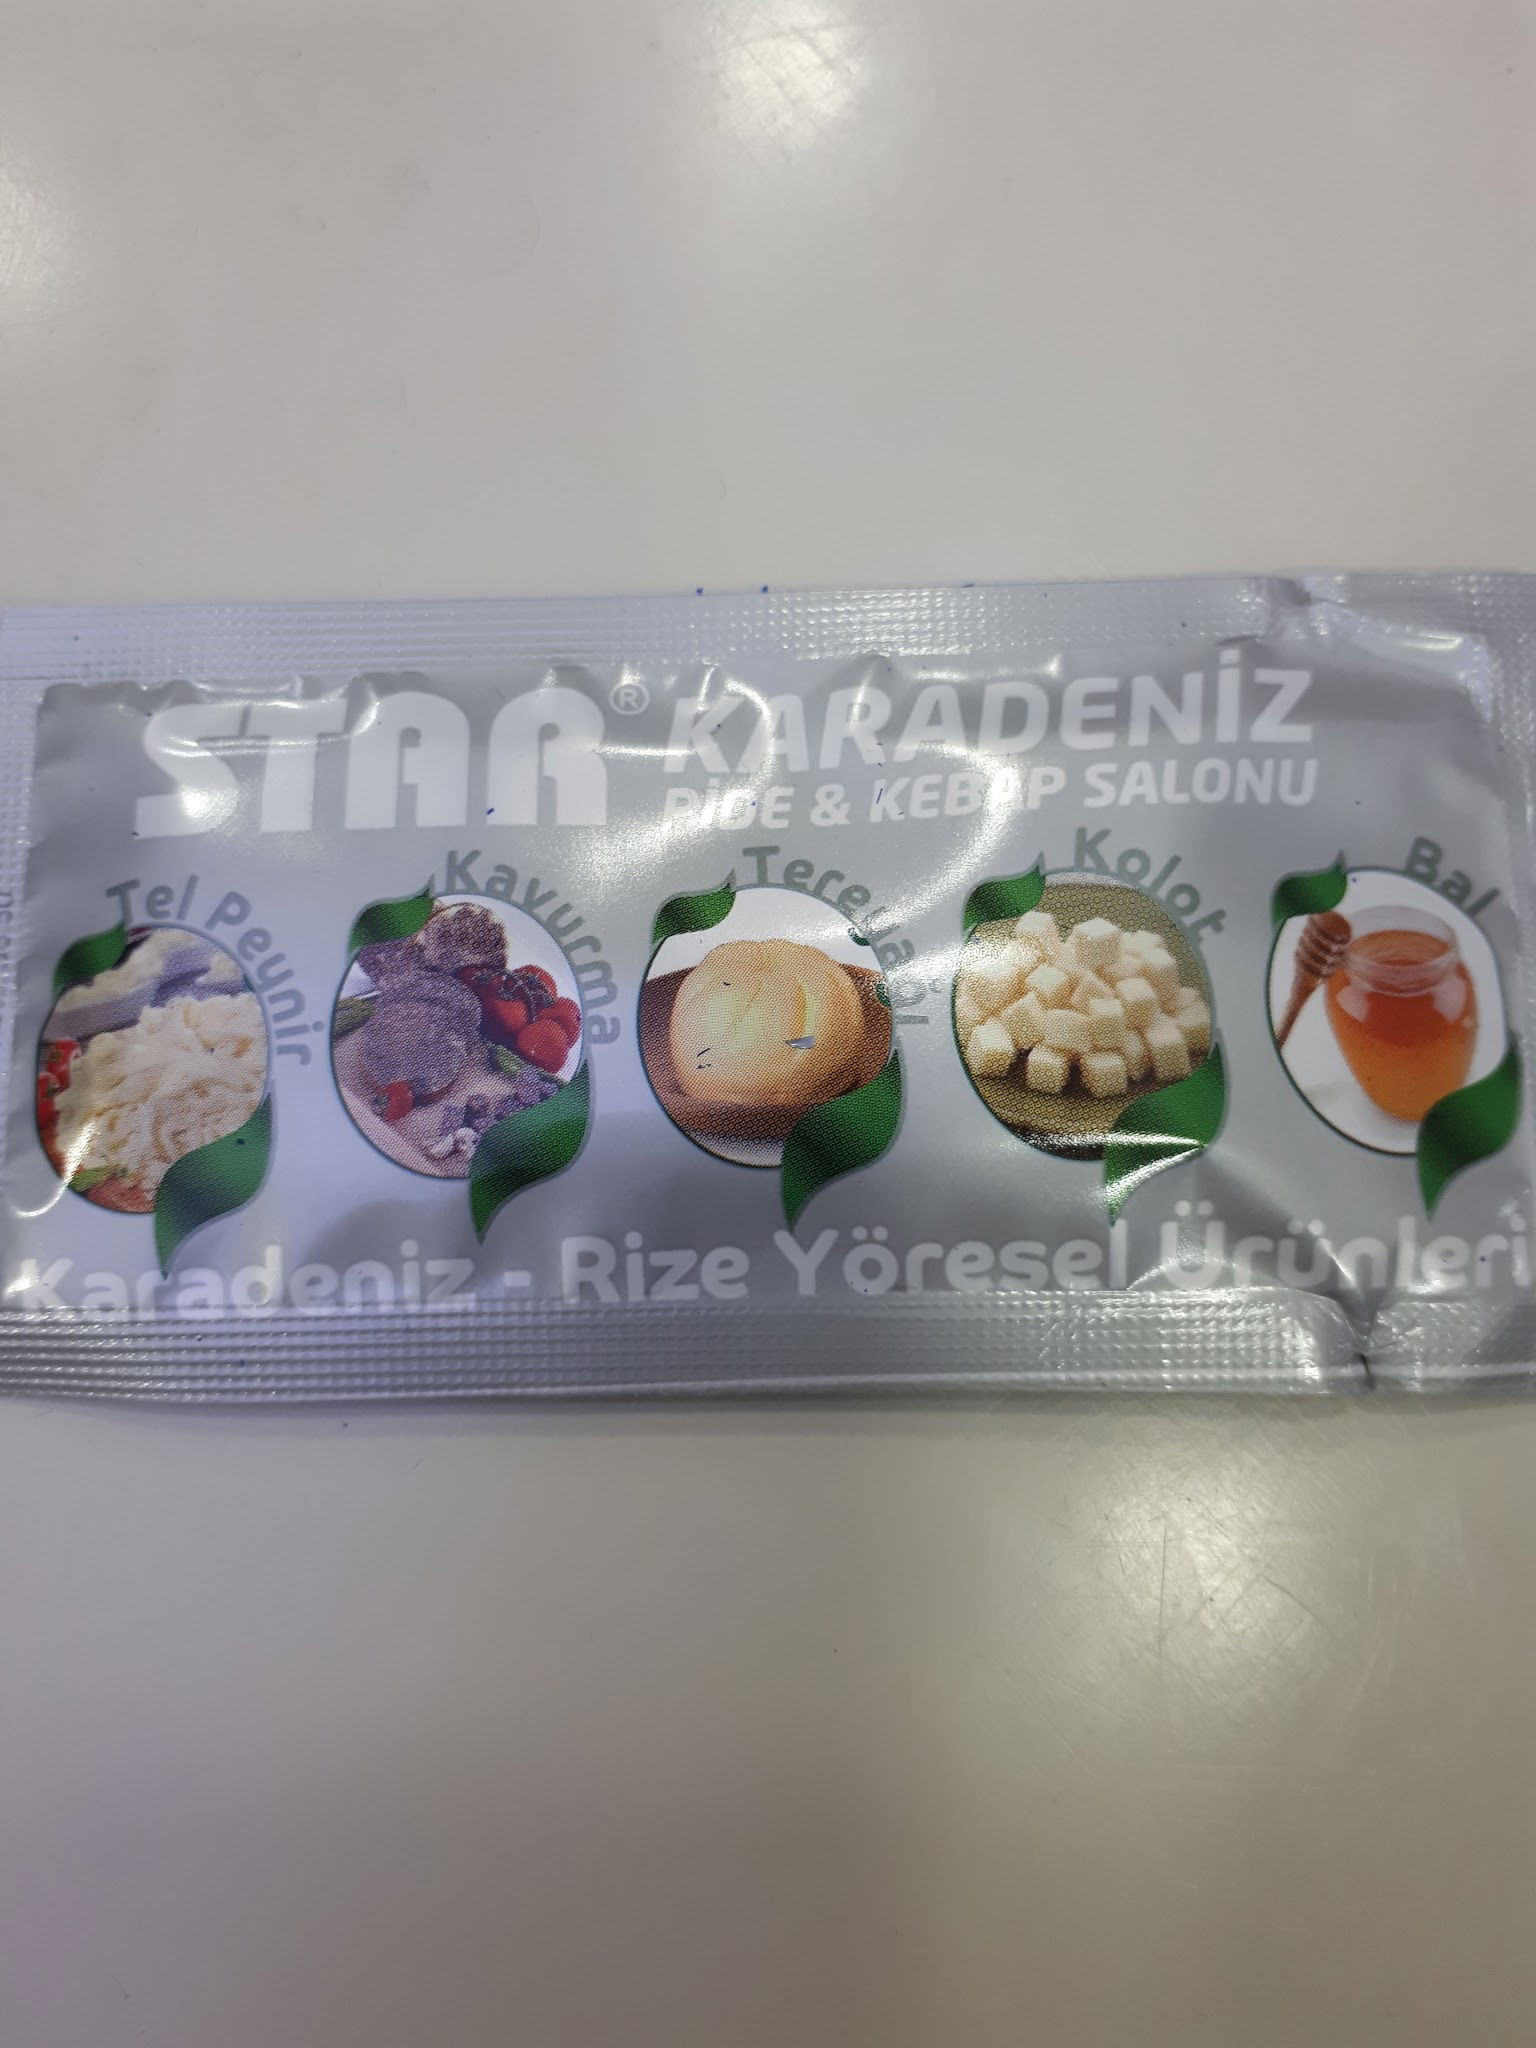 STAR® KARADENİZ
PİDE & KEBAP SALONU
Tel Peynir
Kavurma
Tereyağı
Kolot
Bal
Karadeniz - Rize Yöresel Ürünleri